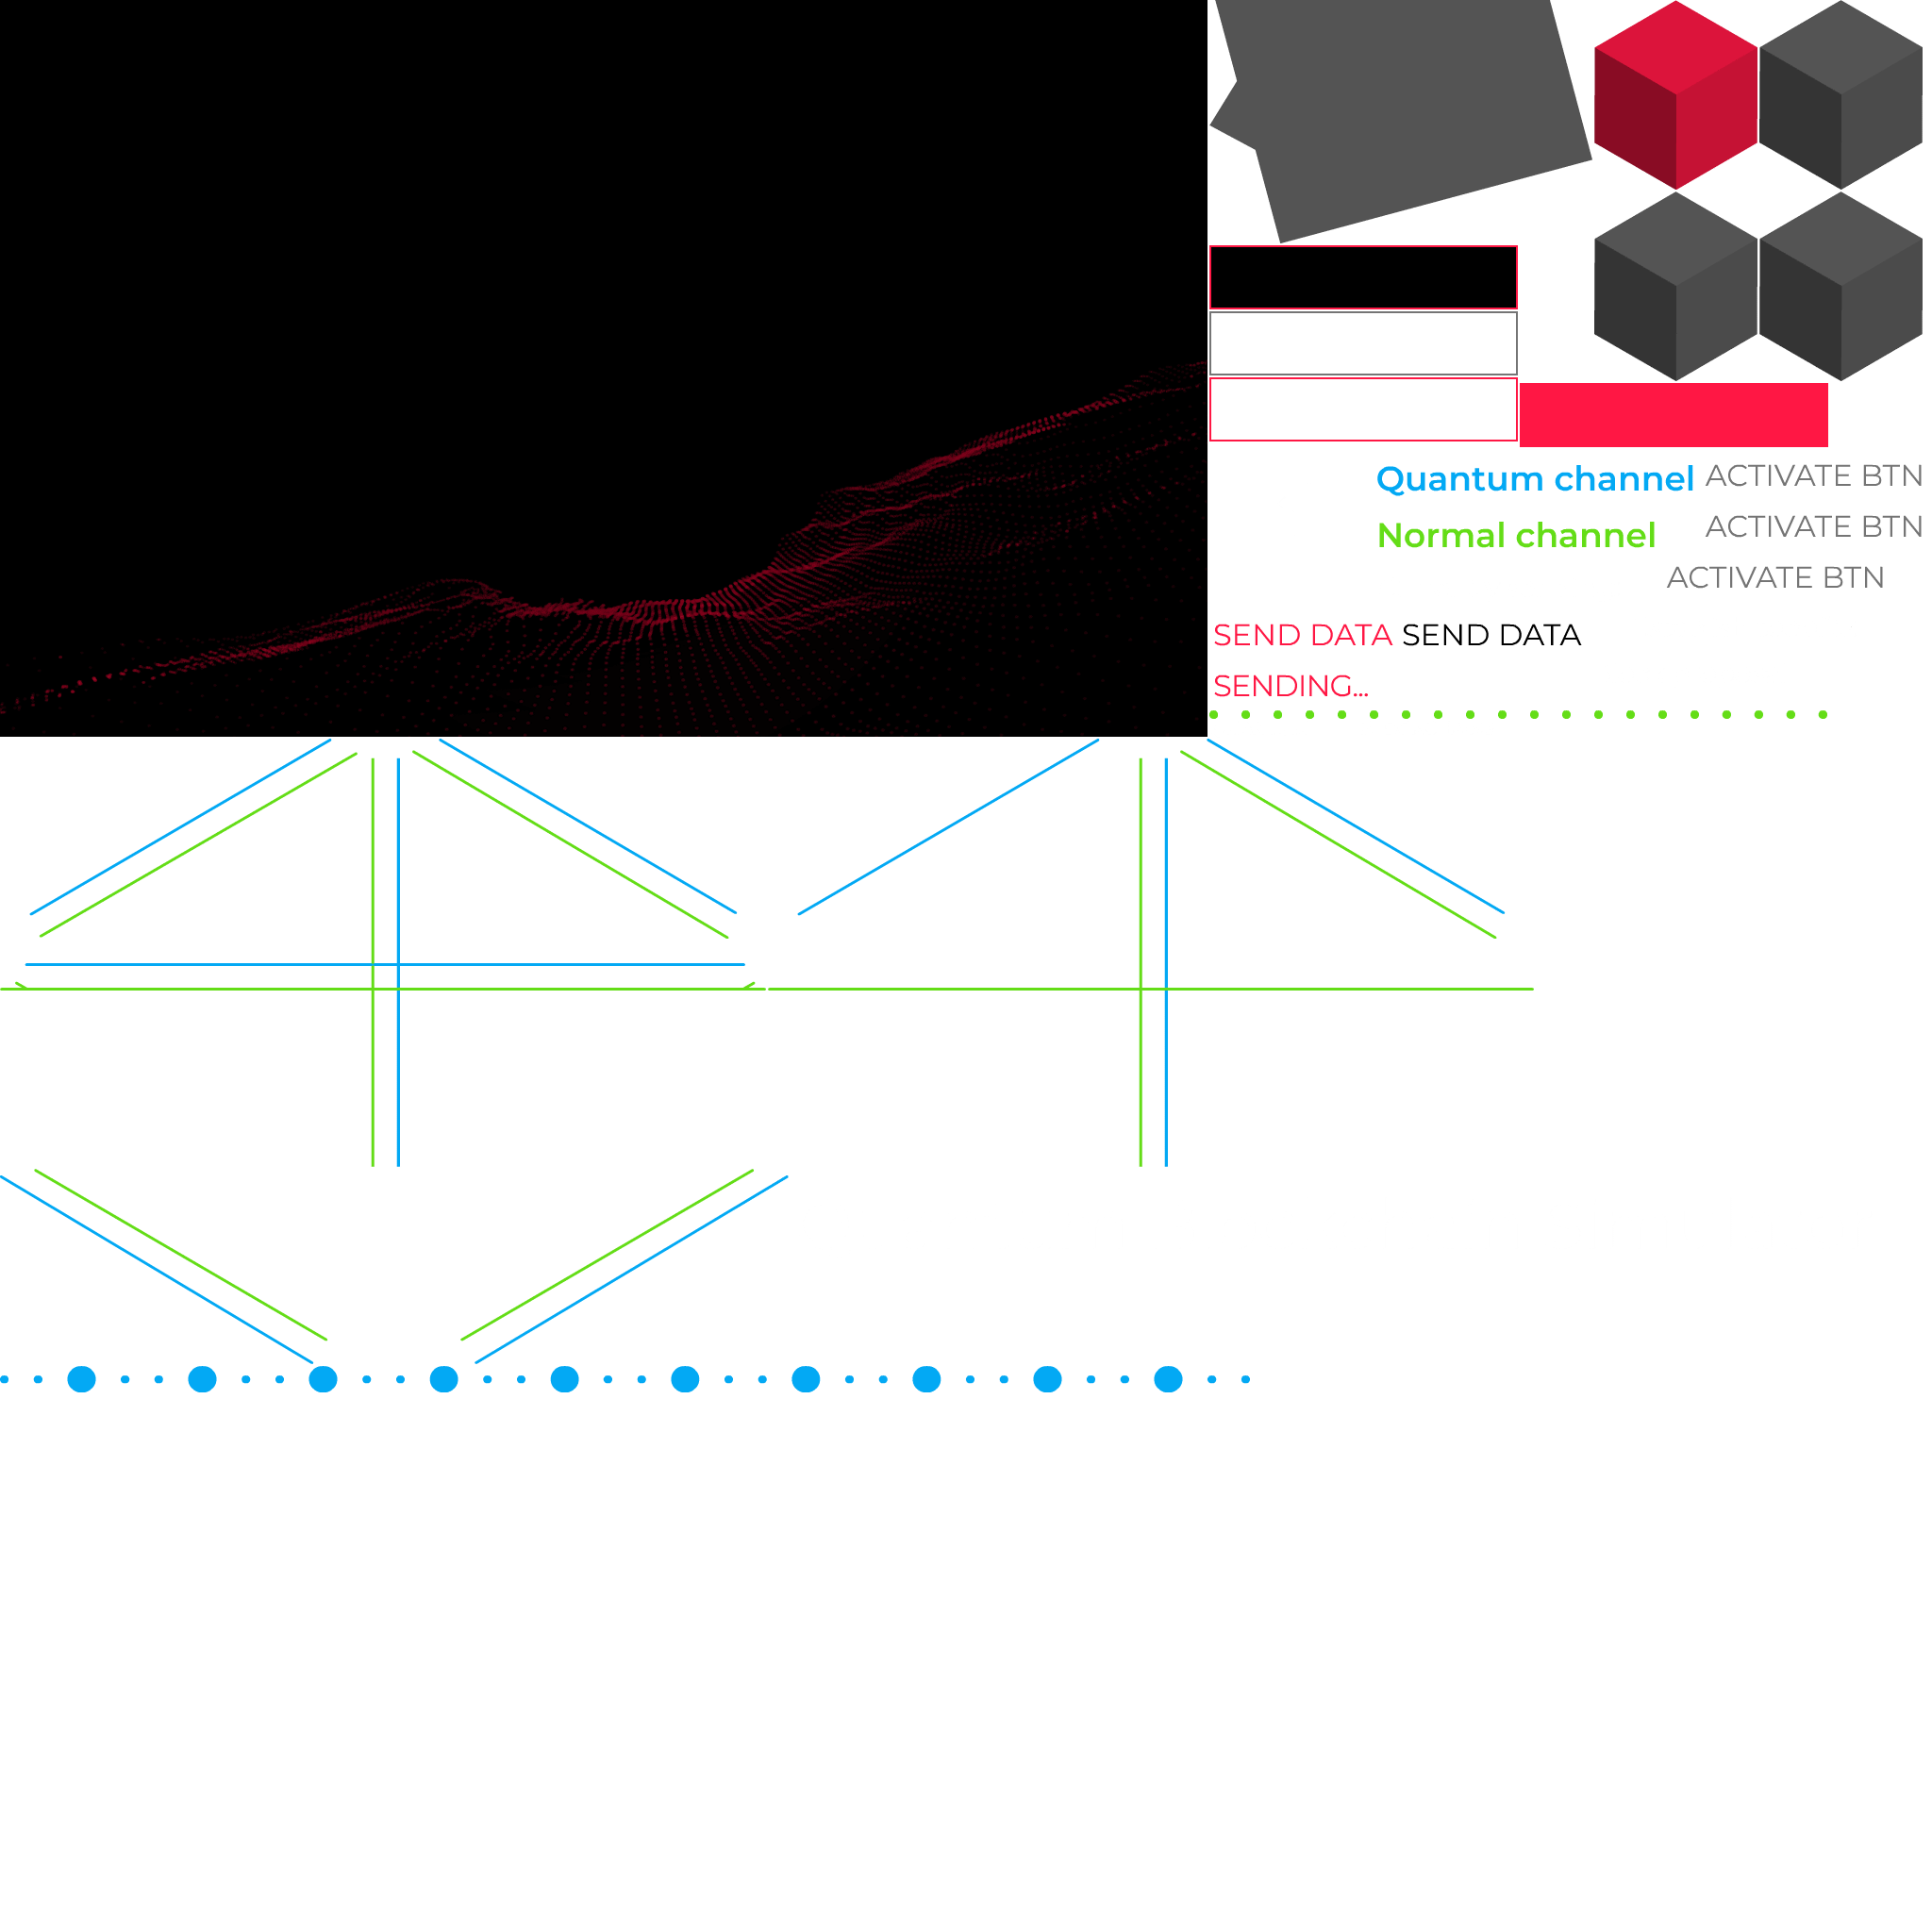 Quantum channel ACTIVATE BTN
Normal channel ACTIVATE BTN
ACTIVATE BTN
SEND DATA SEND DATA
SENDING...